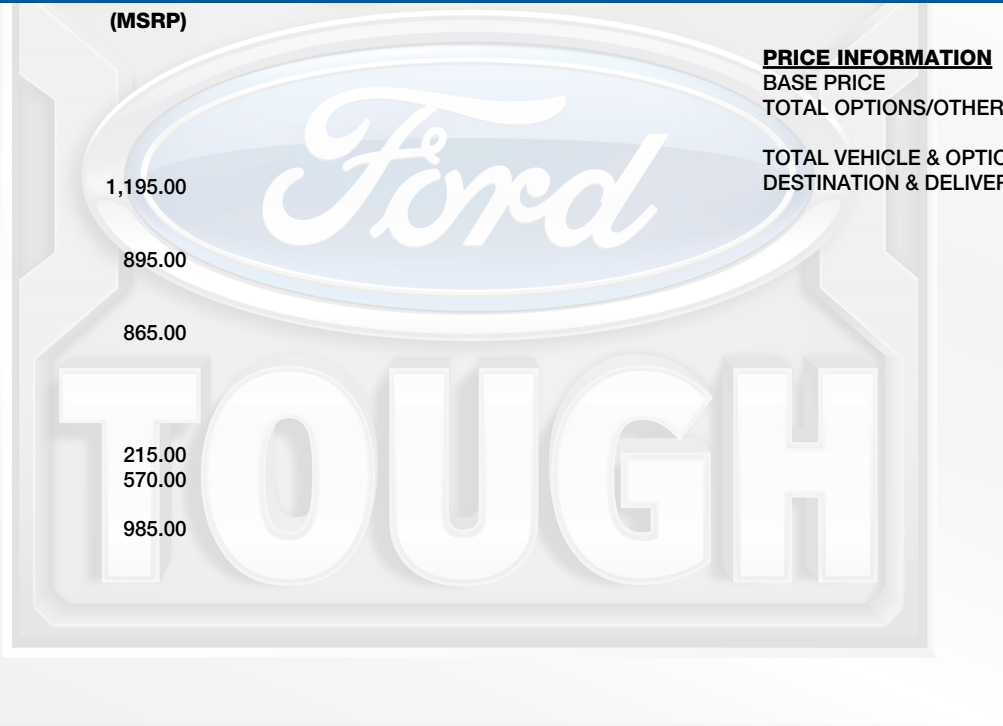 (MSRP)
PRICE INFORMATION
BASE PRICE
TOTAL OPTIONS/OTHER
TOTAL VEHICLE & OPTIO
DESTINATION & DELIVER
1,195.00
895.00
865.00
215.00
570.00
985.00
Ford
TOUGH